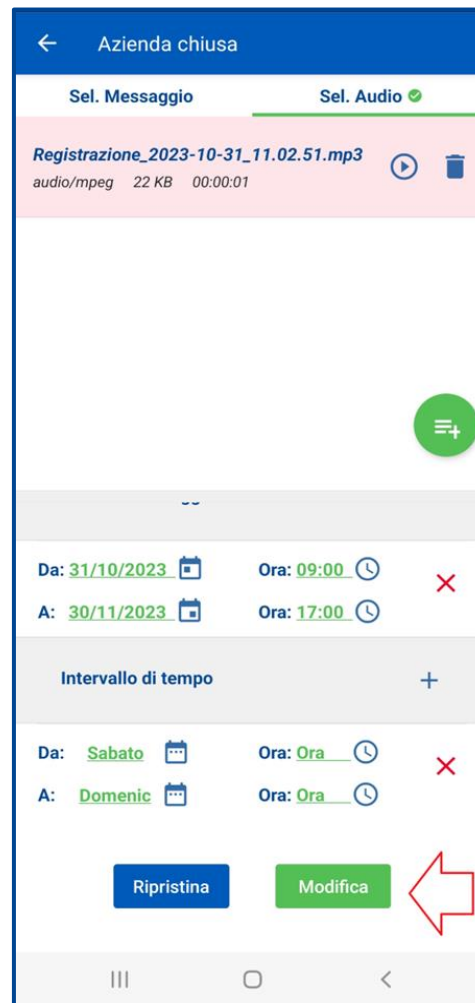 Azienda chiusa
Sel. Messaggio Sel. Audio
Registrazione_2023-10-31_11.02.51.mp3
audio/mpeg 22 KB 00:00:01
Da: 31/10/2023 Ora: 09:00
A: 30/11/2023 Ora: 17:00
Intervallo di tempo +
Da: Sabato Ora: Ora
A: Domenic Ora: Ora
Ripristina Modifica